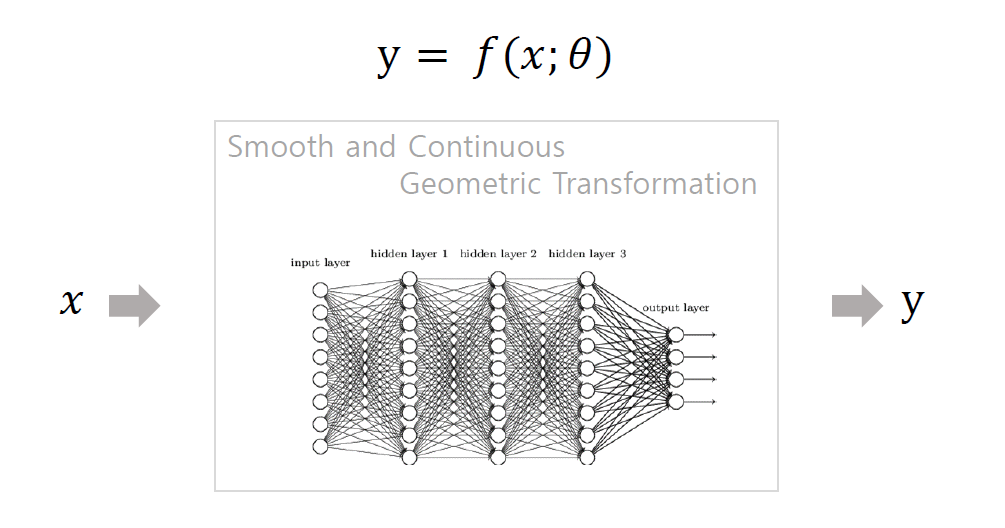 y = f(x; θ)
Smooth and Continuous
Geometric Transformation
hidden layer 1 hidden layer 2 hidden layer 3
input layer
x
y
output layer